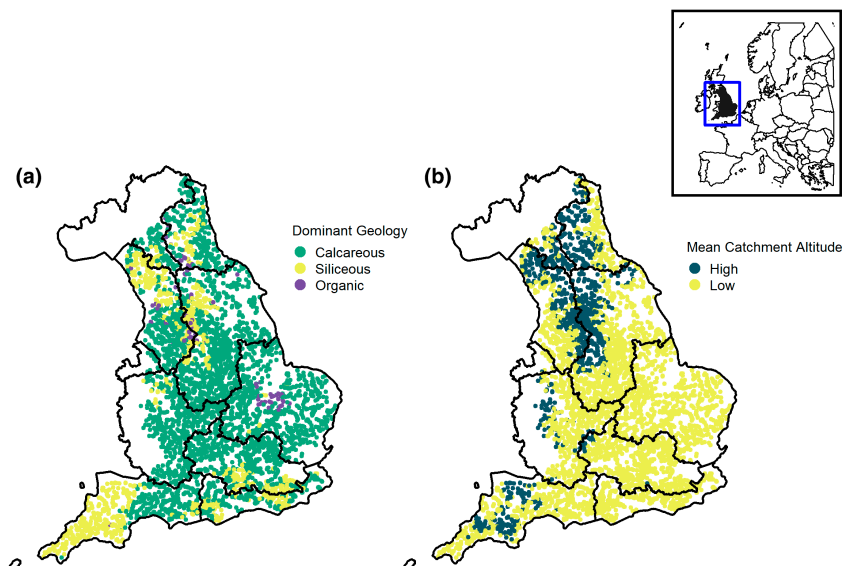 (a)
Dominant Geology
Calcareous
Siliceous
Organic
(b)
Mean Catchment Altitude
High
Low